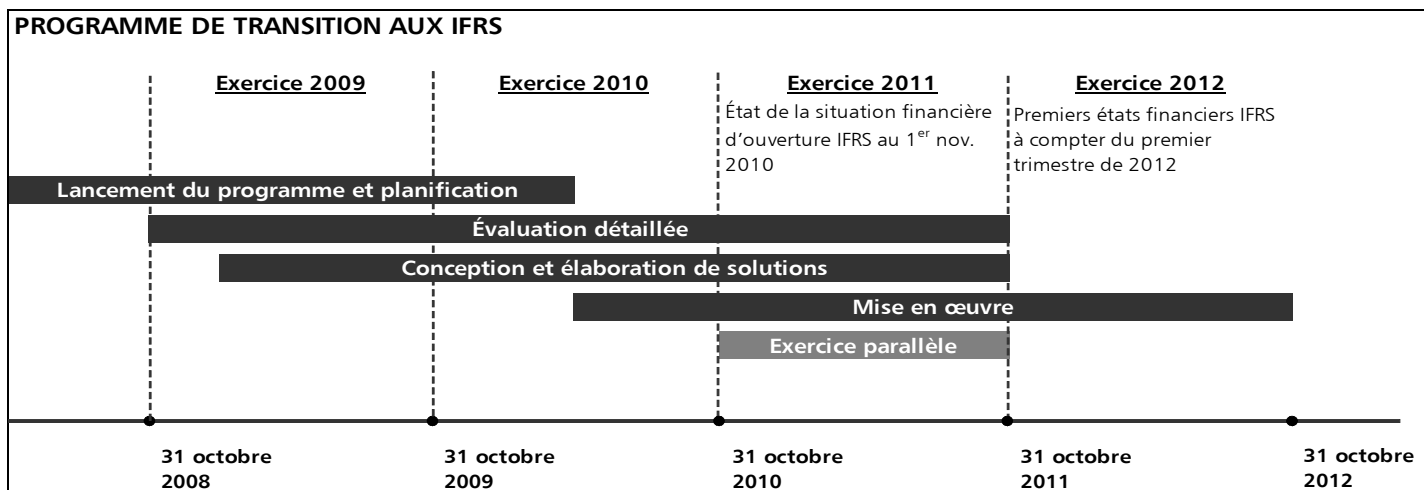 PROGRAMME DE TRANSITION AUX IFRS
Exercice 2009
Exercice 2010
Exercice 2011
Exercice 2012
État de la situation financière
d'ouverture IFRS au 1er nov.
2010
Premiers états financiers IFRS
à compter du premier
trimestre de 2012
Lancement du programme et planification
Évaluation détaillée
Conception et élaboration de solutions
Mise en œuvre
Exercice parallèle
31 octobre
2008
31 octobre
2009
31 octobre
2010
31 octobre
2011
31 octobre
2012